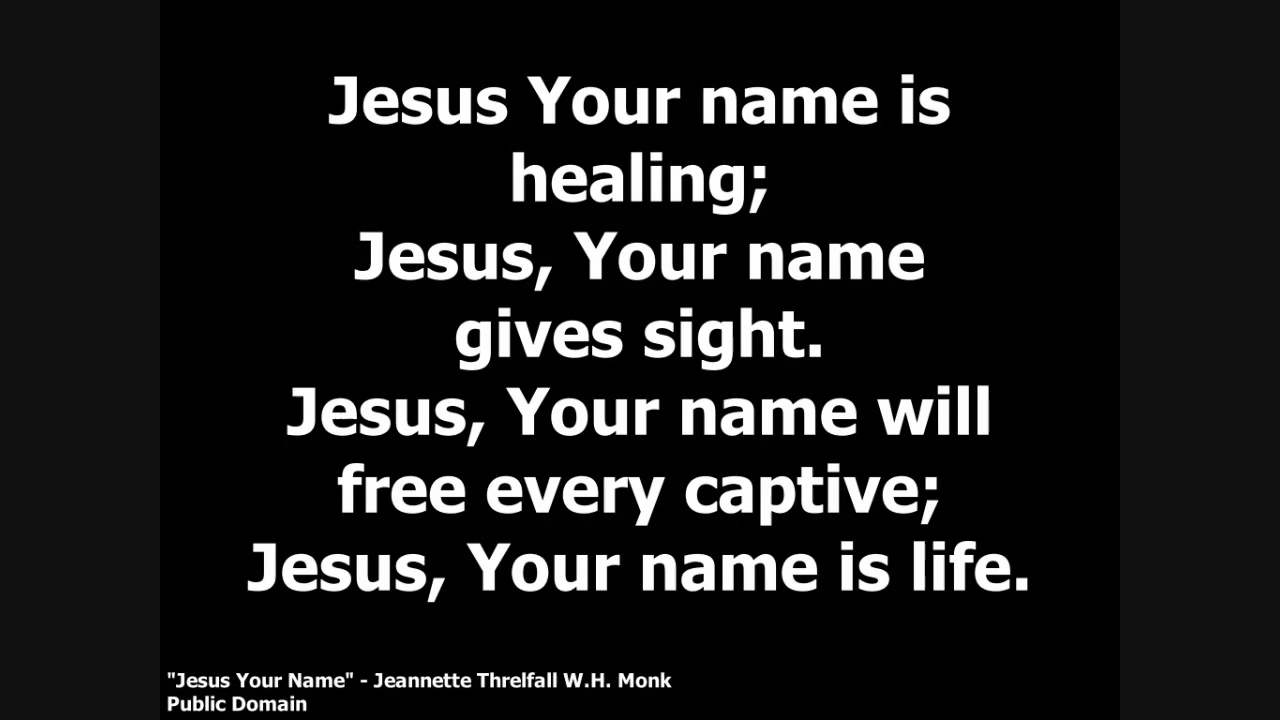 Jesus Your name is
healing;
Jesus, Your name
gives sight.
Jesus, Your name will
free every captive;
Jesus, Your name is life.
"Jesus Your Name" - Jeannette Threlfall W.H. Monk
Public Domain